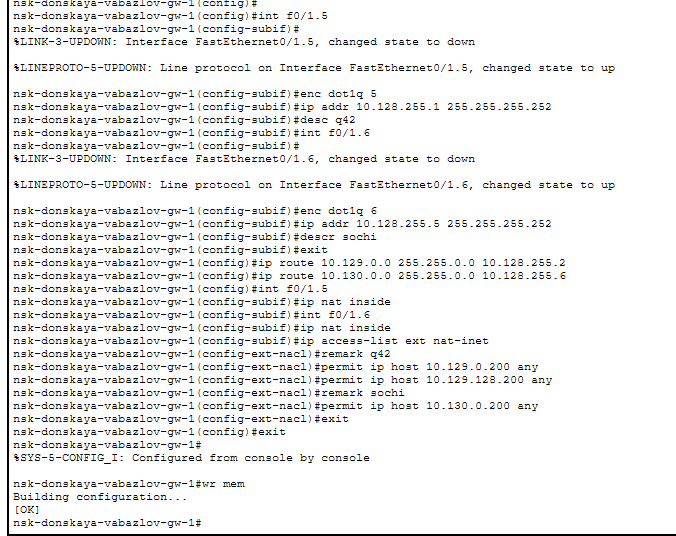 nsk-donskaya-vabazlov-gw-1(config)#
nsk-donskaya-vabazlov-gw-1(config)#int f0/1.5
nsk-donskaya-vabazlov-gw-1(config-subif)#
%LINK-3-UPDOWN: Interface FastEthernet0/1.5, changed state to down
%LINEPROTO-5-UPDOWN: Line protocol on Interface FastEthernet0/1.5, changed state to up
nsk-donskaya-vabazlov-gw-1(config-subif)#enc dot1q 5
nsk-donskaya-vabazlov-gw-1(config-subif)#ip addr 10.128.255.1 255.255.255.252
nsk-donskaya-vabazlov-gw-1(config-subif)#desc q42
nsk-donskaya-vabazlov-gw-1(config-subif)#int f0/1.6
nsk-donskaya-vabazlov-gw-1(config-subif)#
%LINK-3-UPDOWN: Interface FastEthernet0/1.6, changed state to down
%LINEPROTO-5-UPDOWN: Line protocol on Interface FastEthernet0/1.6, changed state to up
nsk-donskaya-vabazlov-gw-1(config-subif)#enc dot1q 6
nsk-donskaya-vabazlov-gw-1(config-subif)#ip addr 10.128.255.5 255.255.255.252
nsk-donskaya-vabazlov-gw-1(config-subif)#descr sochi
nsk-donskaya-vabazlov-gw-1(config-subif)#exit
nsk-donskaya-vabazlov-gw-1(config)#ip route 10.129.0.0 255.255.0.0 10.128.255.2
nsk-donskaya-vabazlov-gw-1(config)#ip route 10.130.0.0 255.255.0.0 10.128.255.6
nsk-donskaya-vabazlov-gw-1(config)#int f0/1.5
nsk-donskaya-vabazlov-gw-1(config-subif)#ip nat inside
nsk-donskaya-vabazlov-gw-1(config-subif)#int f0/1.6
nsk-donskaya-vabazlov-gw-1(config-subif)#ip nat inside
nsk-donskaya-vabazlov-gw-1(config-subif)#ip access-list ext nat-inet
nsk-donskaya-vabazlov-gw-1(config-ext-nacl)#remark q42
nsk-donskaya-vabazlov-gw-1(config-ext-nacl)#permit ip host 10.129.0.200 any
nsk-donskaya-vabazlov-gw-1(config-ext-nacl)#permit ip host 10.129.128.200 any
nsk-donskaya-vabazlov-gw-1(config-ext-nacl)#remark sochi
nsk-donskaya-vabazlov-gw-1(config-ext-nacl)#permit ip host 10.130.0.200 any
nsk-donskaya-vabazlov-gw-1(config-ext-nacl)#exit
nsk-donskaya-vabazlov-gw-1(config)#exit
nsk-donskaya-vabazlov-gw-1#
%SYS-5-CONFIG_I: Configured from console by console
nsk-donskaya-vabazlov-gw-1#wr mem
Building configuration...
[OK]
nsk-donskaya-vabazlov-gw-1#